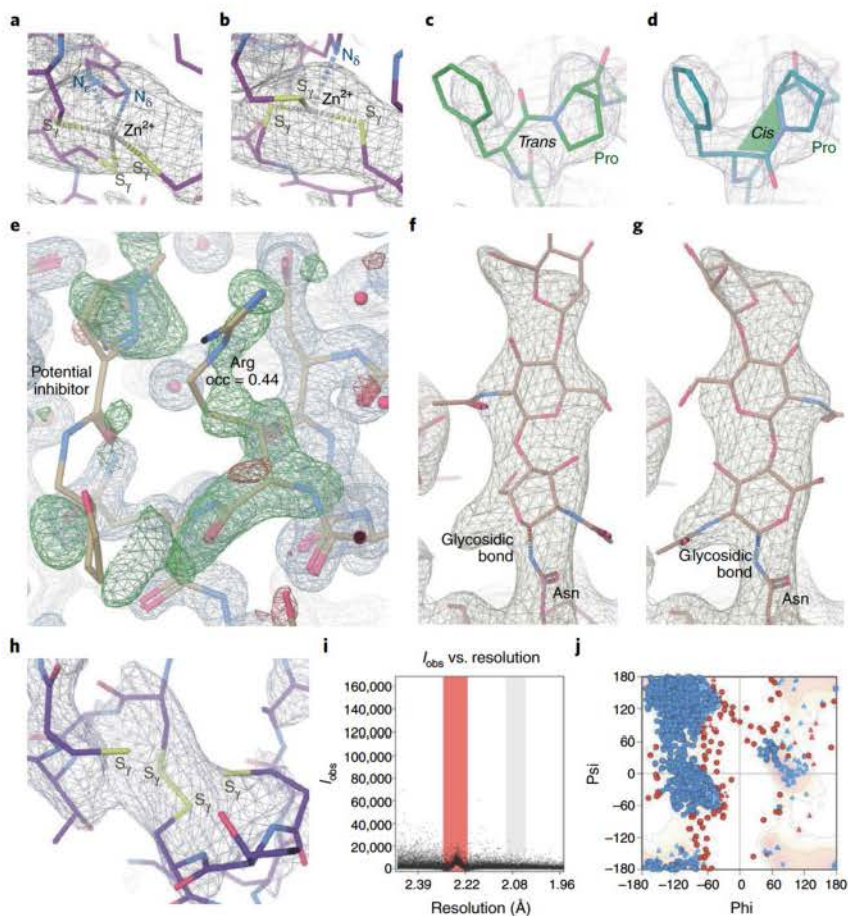 a
b
c
d
Nε
Nδ
Sγ
Zn²⁺
Sγ
Sγ
Nδ
Sγ
Zn²⁺
Sγ
Sγ
Trans
Pro
Cis
Pro
e
f
g
Potential
inhibitor
Arg
occ = 0.44
Glycosidic
bond
Asn
Glycosidic
bond
Asn
h
i
j
Sγ
Sγ
Sγ
Sγ
I obs vs. resolution
I obs
160,000
140,000
120,000
100,000
80,000
60,000
40,000
20,000
0
2.39 2.22 2.08 1.96
Resolution (Å)
Psi
180
120
60
0
−60
−120
−180
−180 −120 −60 0 60 120 180
Phi